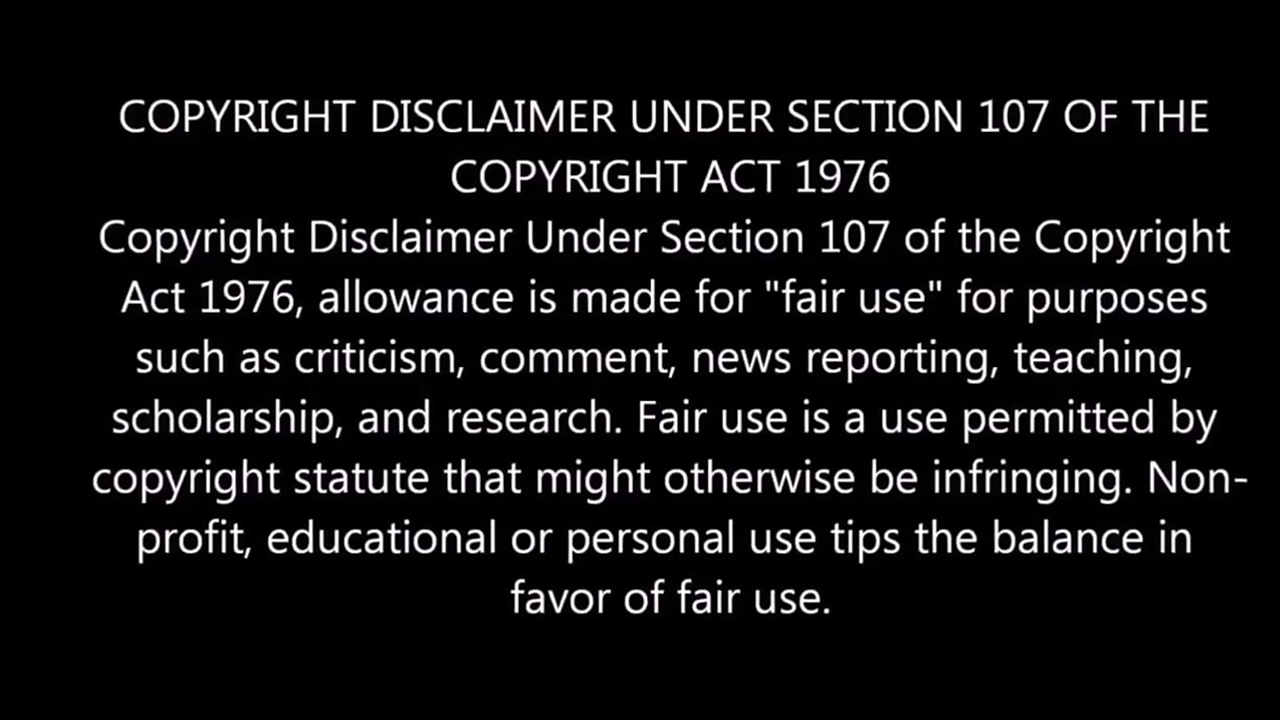 COPYRIGHT DISCLAIMER UNDER SECTION 107 OF THE
COPYRIGHT ACT 1976
Copyright Disclaimer Under Section 107 of the Copyright
Act 1976, allowance is made for "fair use" for purposes
such as criticism, comment, news reporting, teaching,
scholarship, and research. Fair use is a use permitted by
copyright statute that might otherwise be infringing. Non-
profit, educational or personal use tips the balance in
favor of fair use.